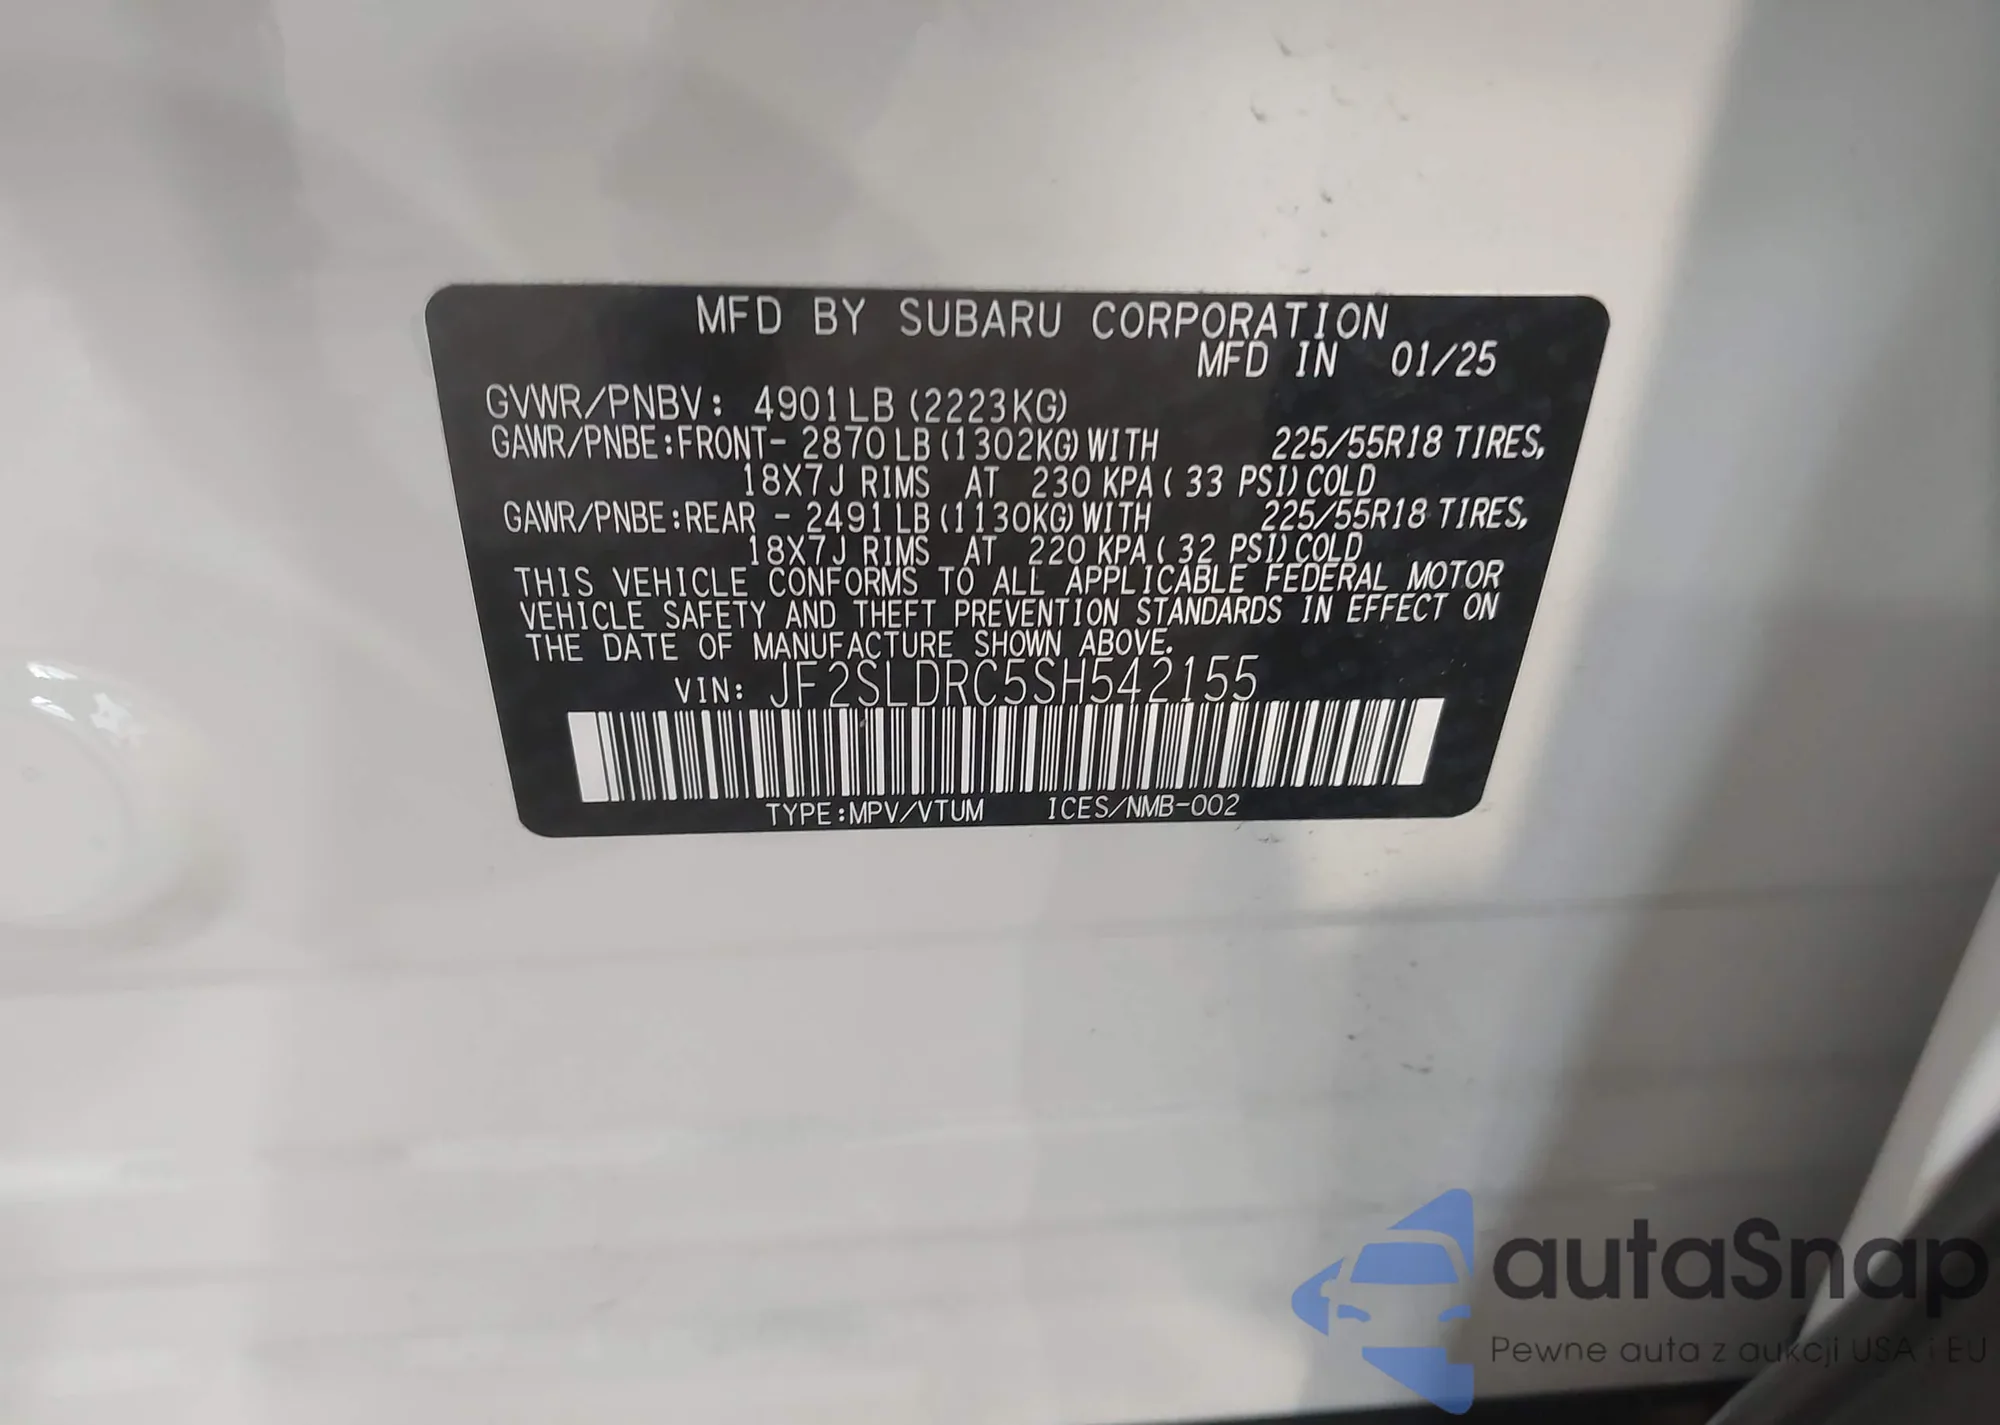 MFD BY SUBARU CORPORATION
MFD IN 01/25
GVWR/PNBV: 4901LB(2223KG)
GAWR/PNBE:FRONT- 2870LB(1302KG)WITH 225/55R18 TIRES,
18X7J RIMS AT 230 KPA( 33 PSI)COLD
GAWR/PNBE:REAR - 2491LB(1130KG)WITH 225/55R18 TIRES,
18X7J RIMS AT 220 KPA( 32 PSI)COLD
THIS VEHICLE CONFORMS TO ALL APPLICABLE FEDERAL MOTOR
VEHICLE SAFETY AND THEFT PREVENTION STANDARDS IN EFFECT ON
THE DATE OF MANUFACTURE SHOWN ABOVE.
VIN: JF2SLDRC5SH542155
TYPE:MPV/VTUM ICES/NMB-002
autaSnap
Pewne auta z aukcji USA i EU